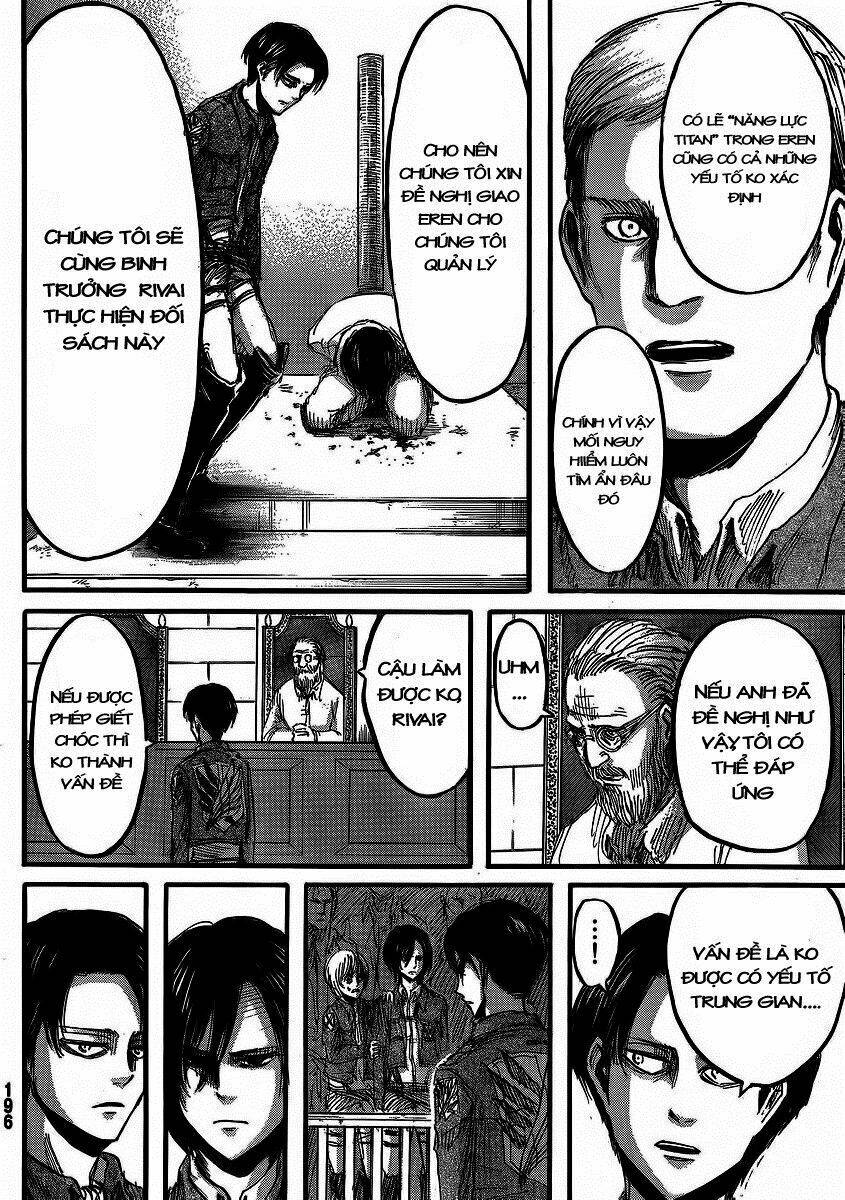 CÓ LẼ "NĂNG LỰC
TITAN" TRONG EREN
CŨNG CÓ CẢ NHỮNG
YẾU TỐ KO XÁC
ĐỊNH
CHÍNH VÌ VẬY
MỐI NGUY
HIIỂM LUÔN
TÌM ẨN ĐÂU
ĐÓ
CHO NÊN
CHÚNG TÔI XIN
ĐỀ NGHỊ GIAO
EREN CHO
CHÚNG TÔI
QUẢN LÝ
CHÚNG TÔI SẼ
CÙNG BINH
TRƯỞNG RIVAI
THỰC HIỆN ĐỐI
SÁCH NÀY
NẾU ANH ĐÃ
ĐỀ NGHỊ NHƯ
VẬY, TÔI CÓ
THỂ ĐÁP
ỨNG
UHM
...
CẬU LÀM
ĐƯỢC KO,
RIVAI?
NẾU ĐƯỢC
PHÉP GIẾT
CHÓC THÌ
KO THÀNH
VẤN ĐỀ
VẤN ĐỀ LÀ KO
ĐƯỢC CÓ YẾU TỐ
TRUNG GIAN....
...!
196